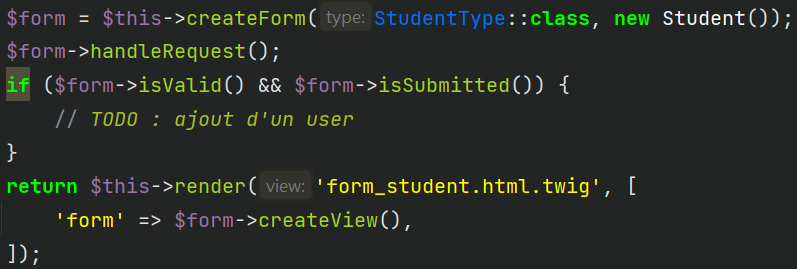 $form = $this->createForm( type: StudentType::class, new Student());
$form->handleRequest();
if ($form->isValid() && $form->isSubmitted()) {
// TODO : ajout d'un user
}
return $this->render( view: 'form_student.html.twig', [
'form' => $form->createView(),
]);